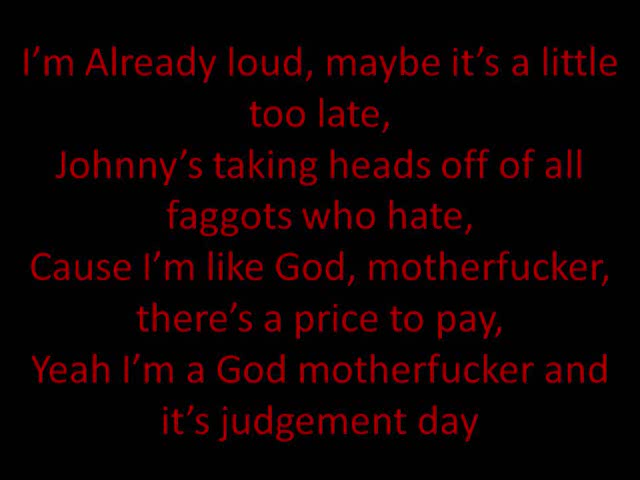 I’m Already loud, maybe it’s a little
too late,
Johnny’s taking heads off of all
faggots who hate,
Cause I’m like God, motherfucker,
there’s a price to pay,
Yeah I’m a God motherfucker and
it’s judgement day